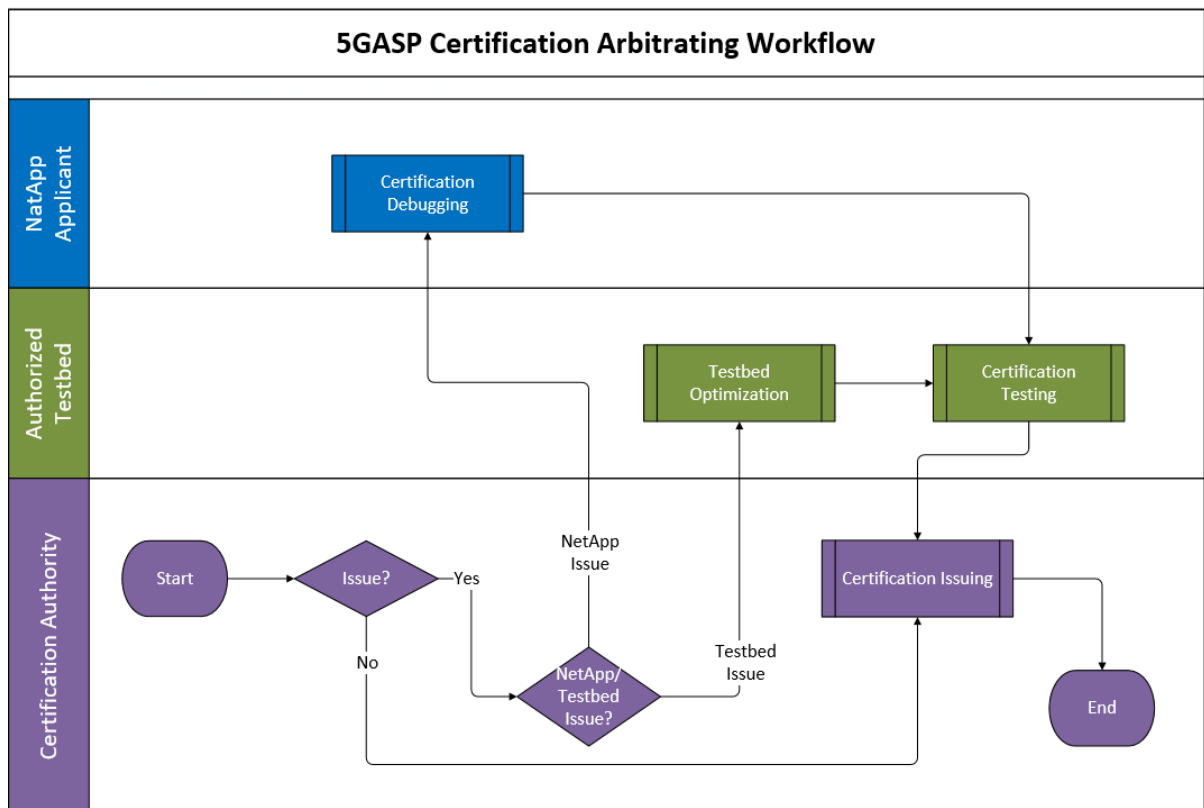 5GASP Certification Arbitrating Workflow
NatApp
Applicant
Certification
Debugging
Authorized
Testbed
Testbed
Optimization
Certification
Testing
Certification Authority
Start
Issue?
Yes
No
NetApp
Issue
NetApp/
Testbed
Issue?
Testbed
Issue
Certification Issuing
End